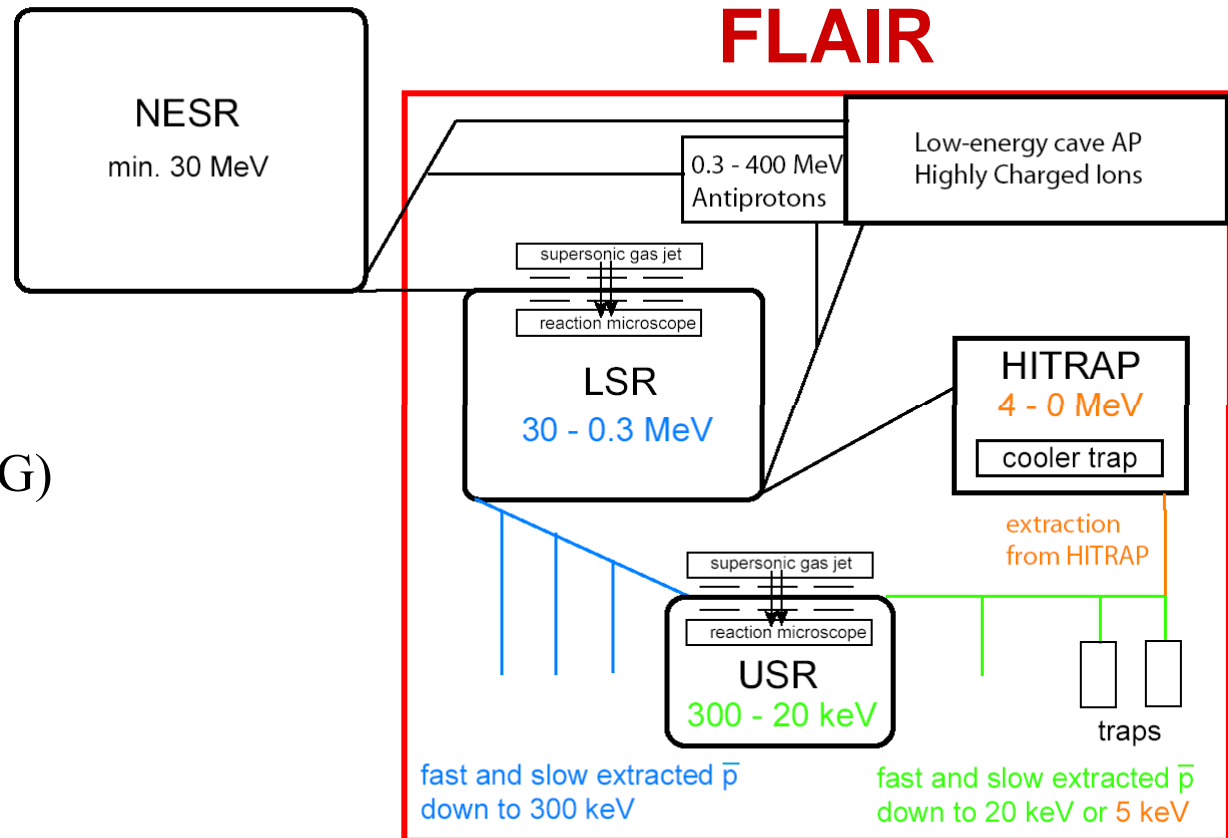 FLAIR
NESR
min. 30 MeV
0.3 - 400 MeV
Antiprotons
Low-energy cave AP
Highly Charged Ions
supersonic gas jet
reaction microscope
LSR
30 - 0.3 MeV
HITRAP
4 - 0 MeV
cooler trap
G)
extraction
from HITRAP
supersonic gas jet
reaction microscope
USR
300 - 20 keV
traps
fast and slow extracted p̅
down to 300 keV
fast and slow extracted p̅
down to 20 keV or 5 keV